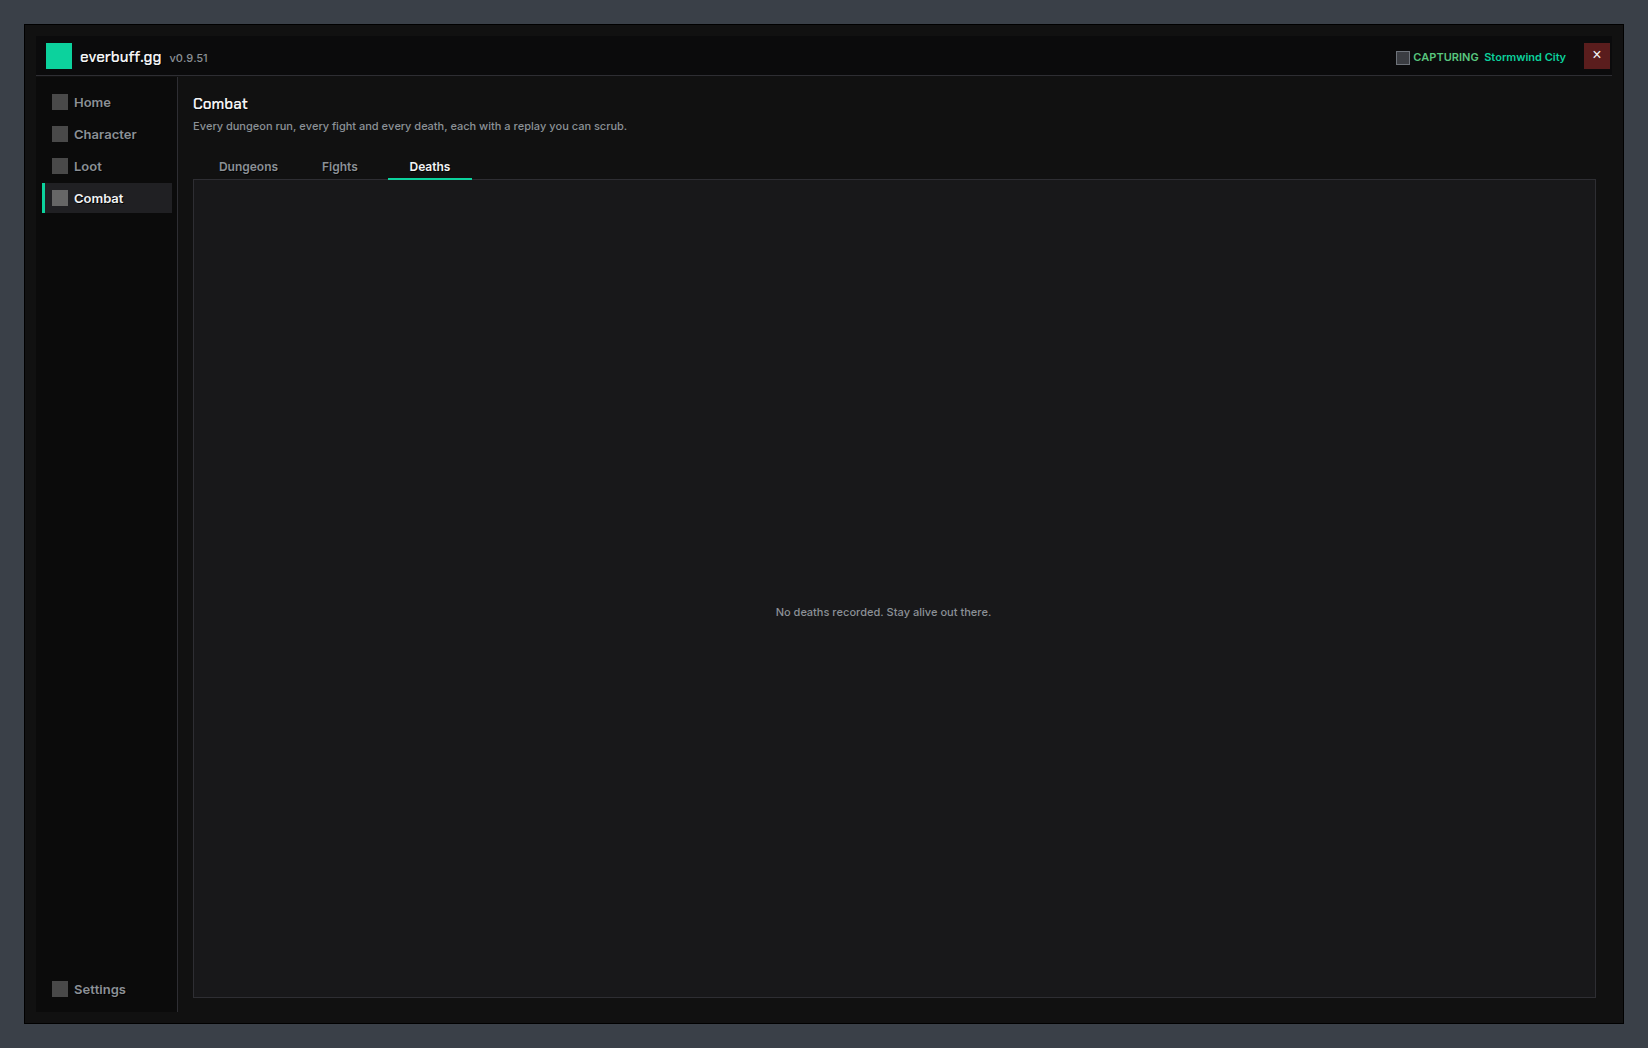 everbuff.gg v0.9.51
CAPTURING Stormwind City
×
Home
Character
Loot
Combat
Settings
Combat
Every dungeon run, every fight and every death, each with a replay you can scrub.
Dungeons
Fights
Deaths
No deaths recorded. Stay alive out there.